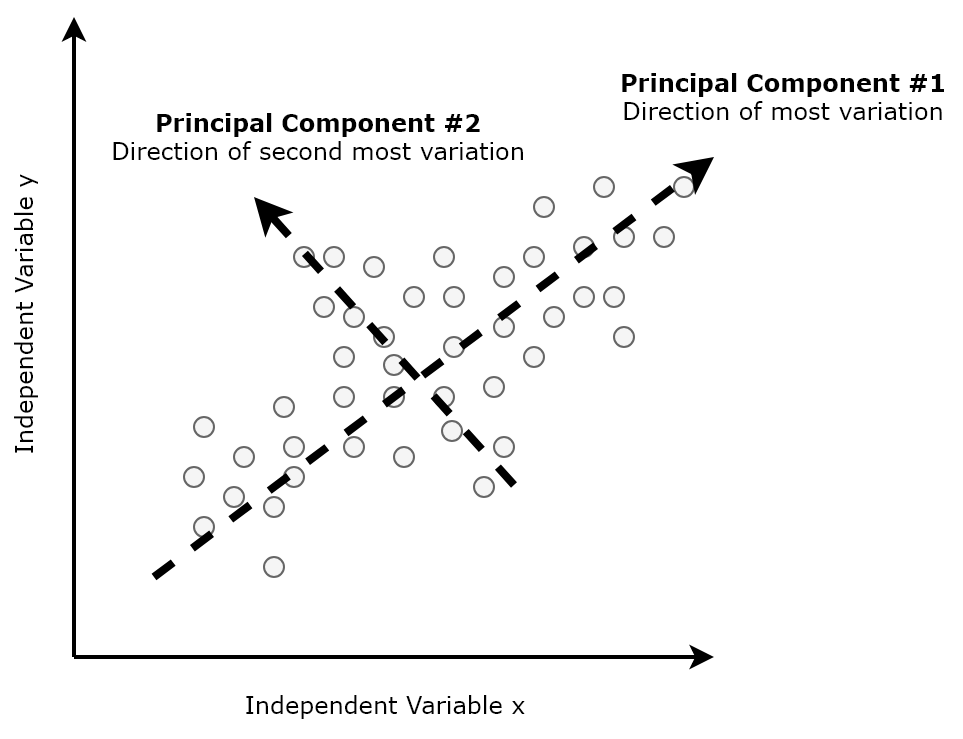 Principal Component #1
Direction of most variation
Principal Component #2
Direction of second most variation
Independent Variable y
Independent Variable x